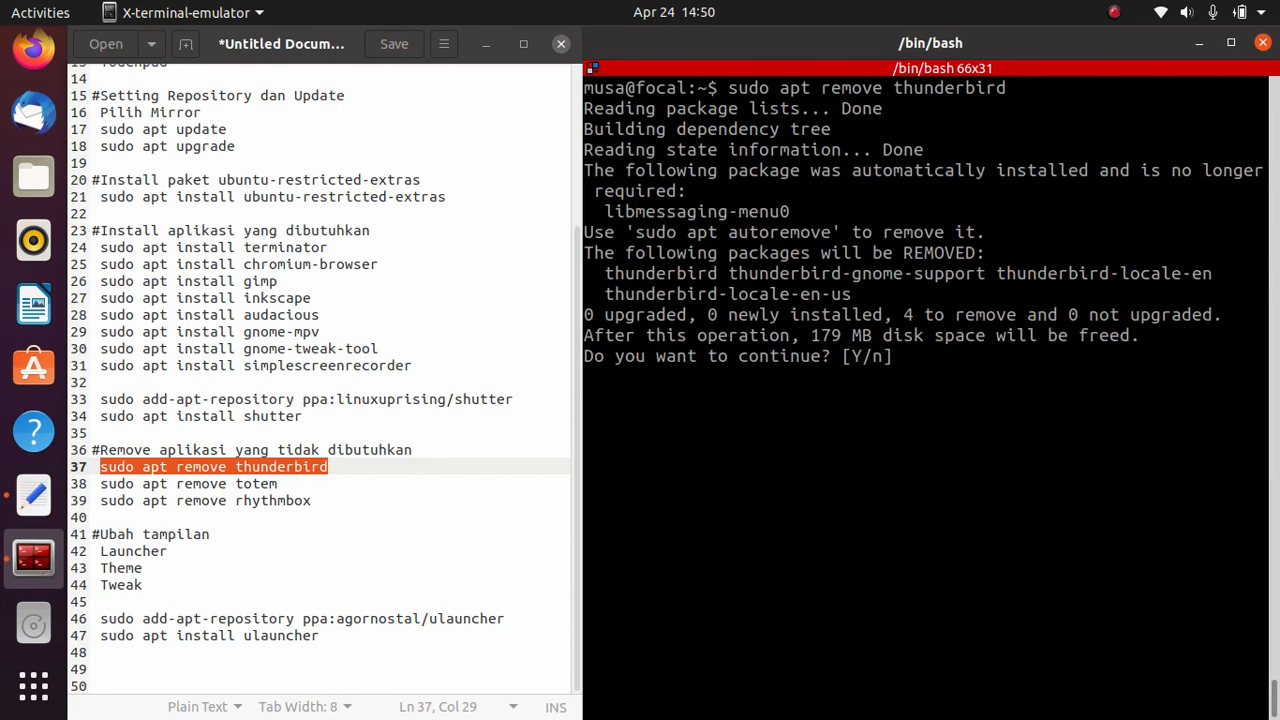 Activities
X-terminal-emulator
Apr 24 14:50
Open
*Untitled Docum...
Save
14
15 #Setting Repository dan Update
16 Pilih Mirror
17 sudo apt update
18 sudo apt upgrade
19
20 #Install paket ubuntu-restricted-extras
21 sudo apt install ubuntu-restricted-extras
22
23 #Install aplikasi yang dibutuhkan
24 sudo apt install terminator
25 sudo apt install chromium-browser
26 sudo apt install gimp
27 sudo apt install inkscape
28 sudo apt install audacious
29 sudo apt install gnome-mpv
30 sudo apt install gnome-tweak-tool
31 sudo apt install simplescreenrecorder
32
33 sudo add-apt-repository ppa:linuxuprising/shutter
34 sudo apt install shutter
35
36 #Remove aplikasi yang tidak dibutuhkan
37 sudo apt remove thunderbird
38 sudo apt remove totem
39 sudo apt remove rhythmbox
40
41 #Ubah tampilan
42 Launcher
43 Theme
44 Tweak
45
46 sudo add-apt-repository ppa:agornostal/ulauncher
47 sudo apt install ulauncher
48
49
50
Plain Text
Tab Width: 8
Ln 37, Col 29
INS
/bin/bash
/bin/bash 66x31
musa@focal:~$ sudo apt remove thunderbird
Reading package lists... Done
Building dependency tree
Reading state information... Done
The following package was automatically installed and is no longer
required:
libmessaging-menu0
Use 'sudo apt autoremove' to remove it.
The following packages will be REMOVED:
thunderbird thunderbird-gnome-support thunderbird-locale-en
thunderbird-locale-en-us
0 upgraded, 0 newly installed, 4 to remove and 0 not upgraded.
After this operation, 179 MB disk space will be freed.
Do you want to continue? [Y/n]